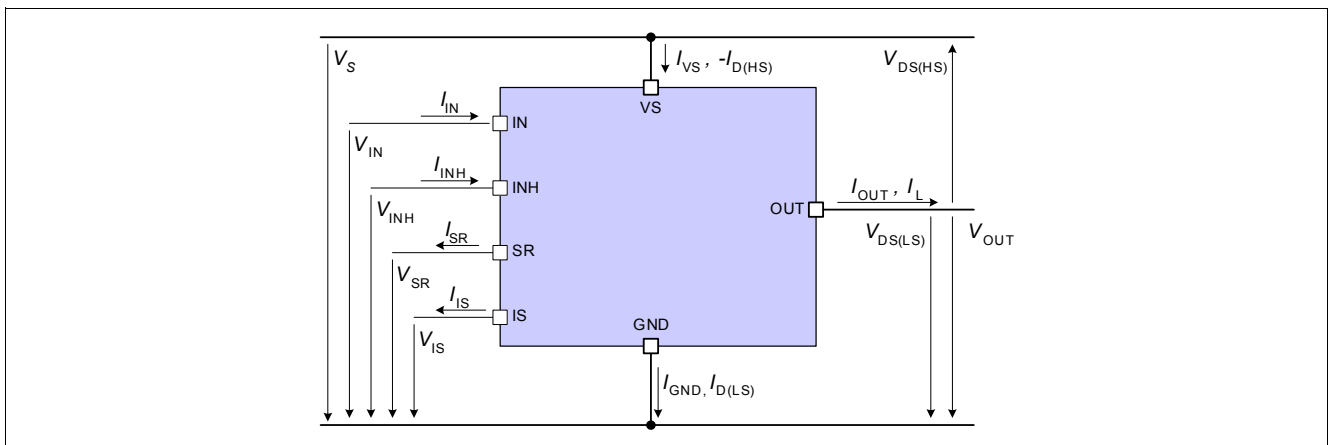 V_S
I_VS , -I_D(HS)
V_DS(HS)
VS
I_IN
IN
V_IN
I_INH
INH
V_INH
OUT
I_OUT , I_L
I_SR
SR
V_SR
V_DS(LS)
V_OUT
I_IS
IS
V_IS
GND
I_GND, I_D(LS)